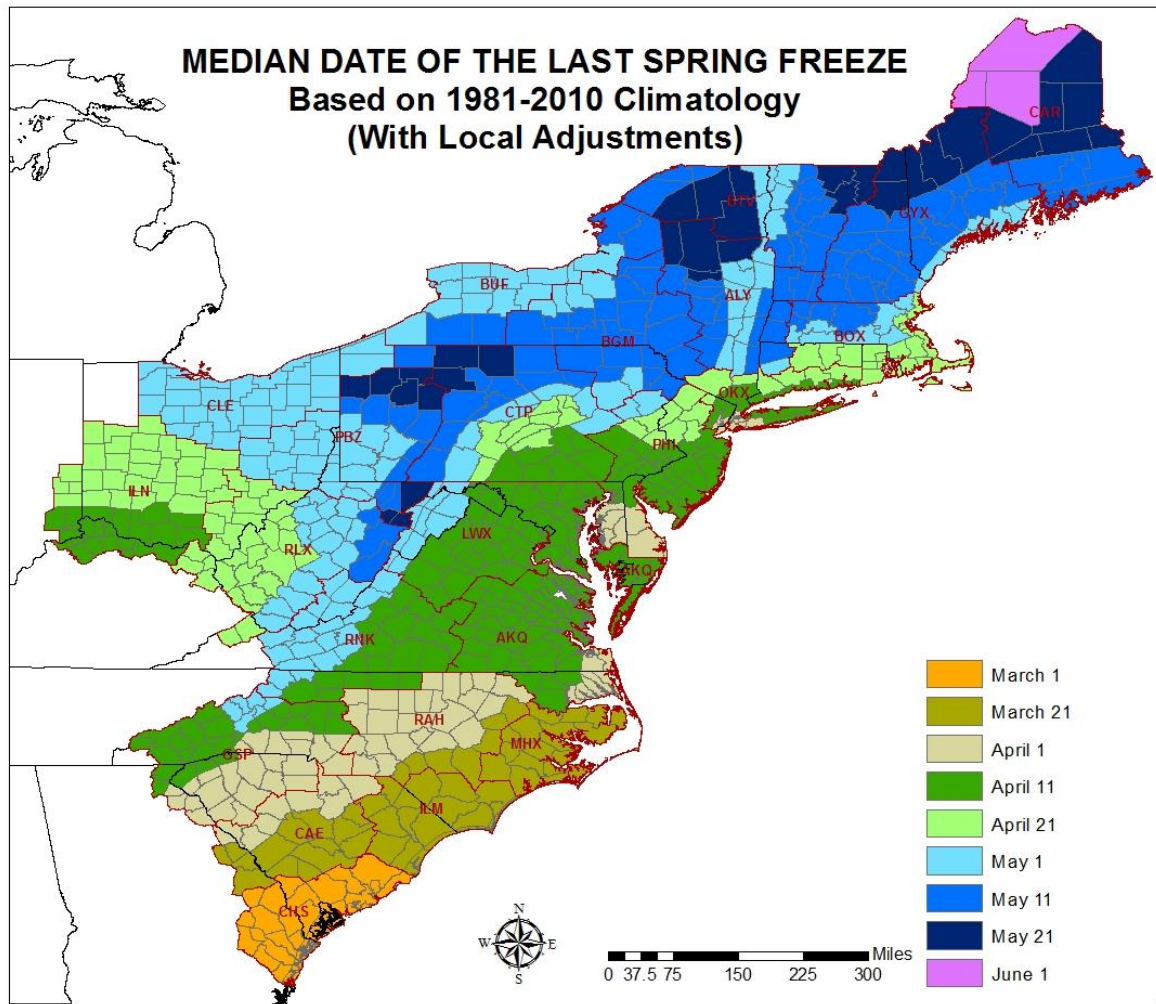 MEDIAN DATE OF THE LAST SPRING FREEZE
Based on 1981-2010 Climatology
(With Local Adjustments)
CAR
BTV
GYX
BUF
ALY
BGM
BOX
CLE
CTP
OKX
PBZ
PHI
ILN
LWX
RLX
AKQ
RNK
AKQ
RAH
GSP
MHX
ILM
CAE
CHS
March 1
March 21
April 1
April 11
April 21
May 1
May 11
May 21
June 1
N
W E
S
Miles
0 37.5 75 150 225 300